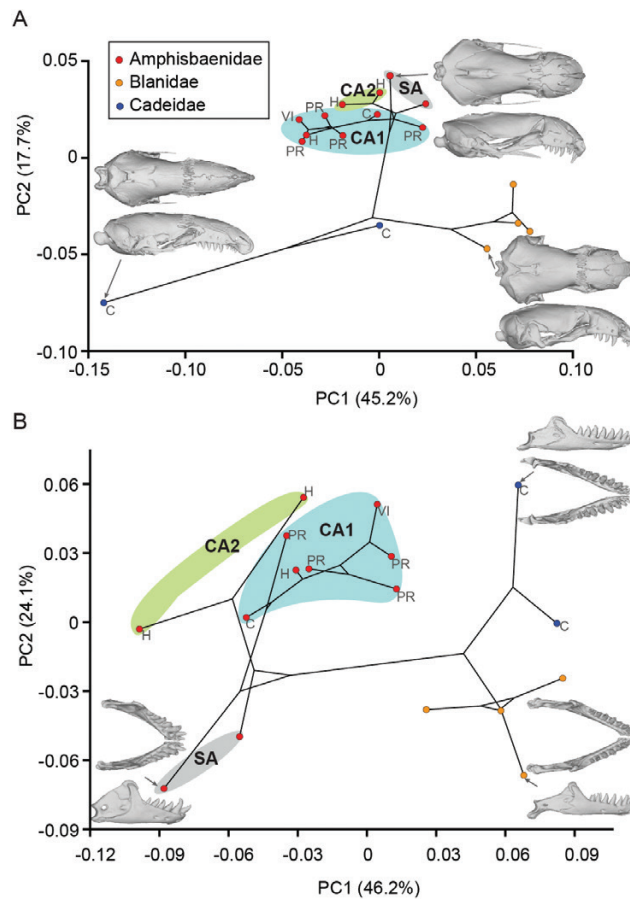 A
Amphisbaenidae
Blanidae
Cadeidae
0.05
0
-0.05
-0.10
PC2 (17.7%)
H
CA2
H
SA
VI
PR
C
CA1
H
PR
PR
PR
C
C
-0.15
-0.10
-0.05
0
0.05
0.10
PC1 (45.2%)
B
0.06
0.03
0
-0.03
-0.06
-0.09
PC2 (24.1%)
H
CA2
PR
CA1
VI
H
PR
PR
C
PR
H
C
C
SA
-0.12
-0.09
-0.06
-0.03
0
0.03
0.06
0.09
PC1 (46.2%)